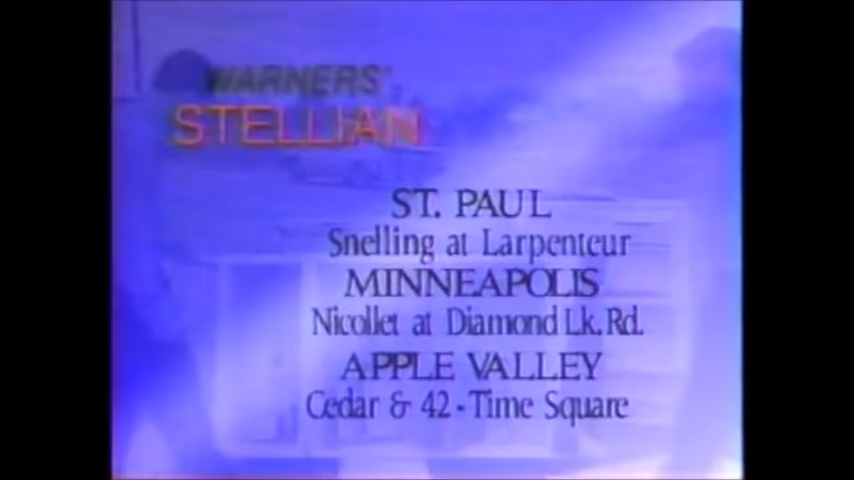 WARNERS'
STELLIAN
ST. PAUL
Snelling at Larpenteur
MINNEAPOLIS
Nicollet at Diamond Lk. Rd.
APPLE VALLEY
Cedar & 42 - Time Square